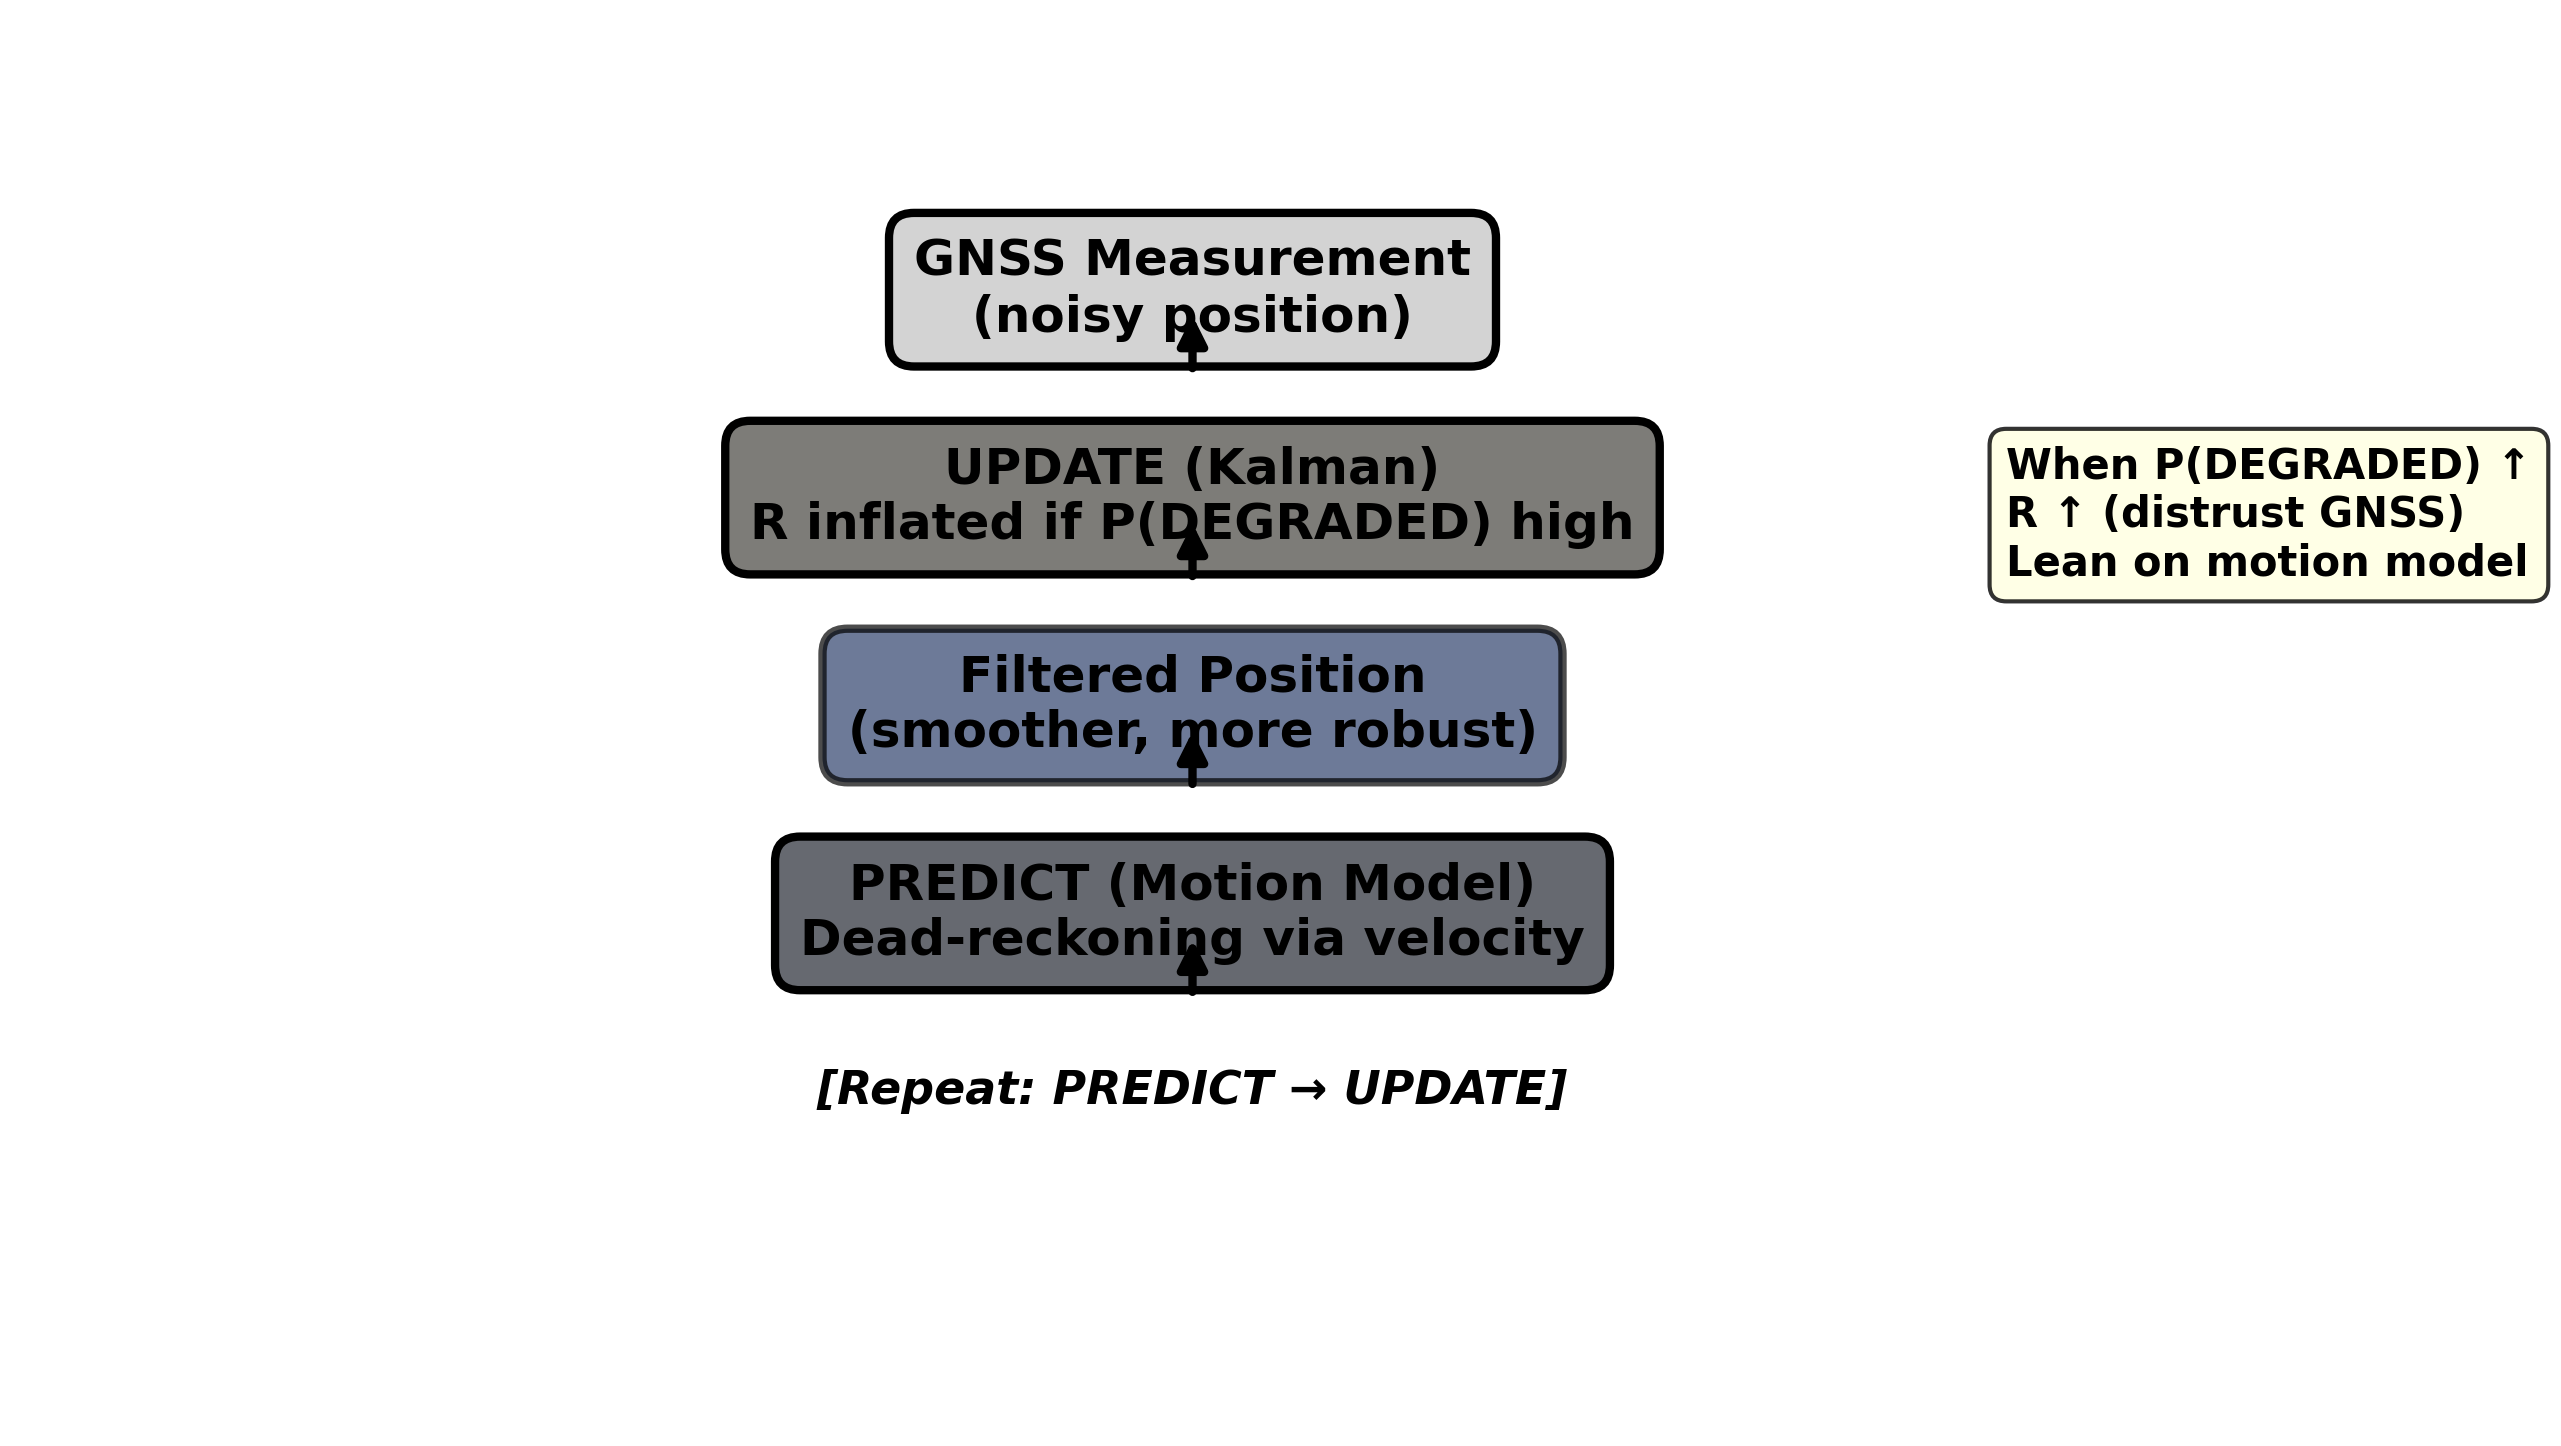 GNSS Measurement
(noisy position)
UPDATE (Kalman)
R inflated if P(DEGRADED) high
When P(DEGRADED) ↑
R ↑ (distrust GNSS)
Lean on motion model
Filtered Position
(smoother, more robust)
PREDICT (Motion Model)
Dead-reckoning via velocity
[Repeat: PREDICT → UPDATE]